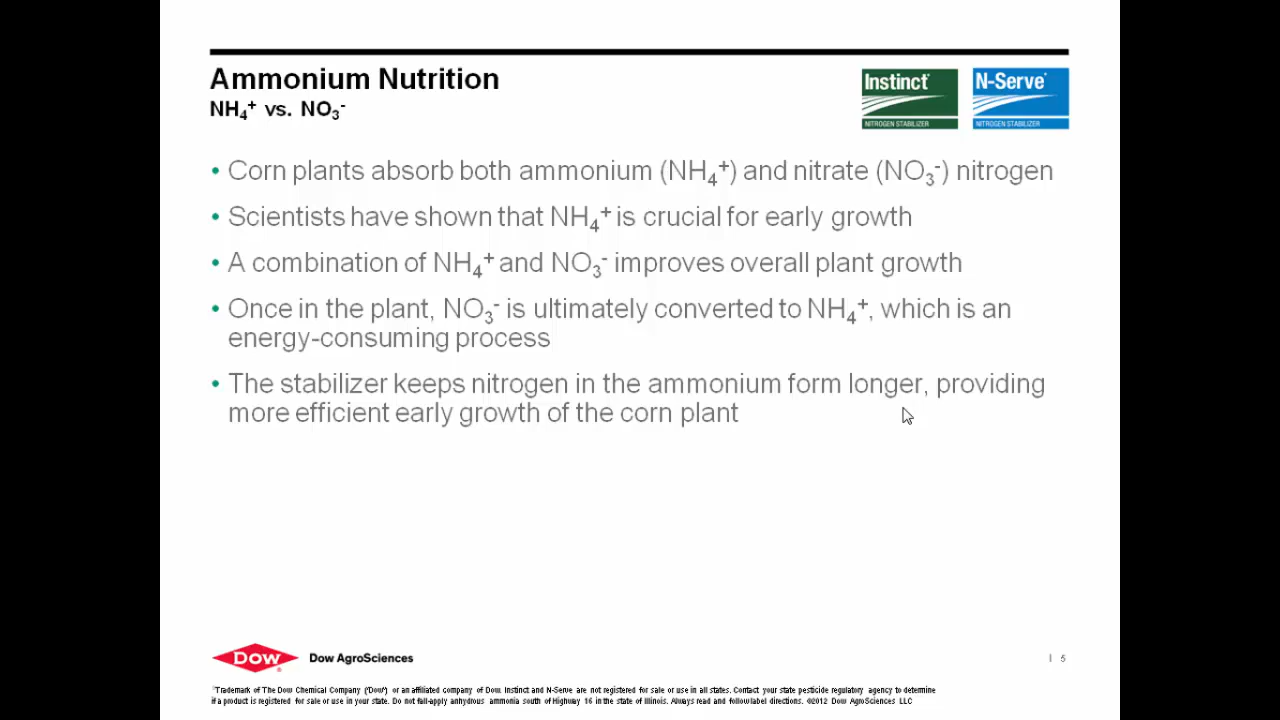 Ammonium Nutrition
NH₄⁺ vs. NO₃⁻
Instinct®
NITROGEN STABILIZER
N-Serve®
NITROGEN STABILIZER
• Corn plants absorb both ammonium (NH₄⁺) and nitrate (NO₃⁻) nitrogen
• Scientists have shown that NH₄⁺ is crucial for early growth
• A combination of NH₄⁺ and NO₃⁻ improves overall plant growth
• Once in the plant, NO₃⁻ is ultimately converted to NH₄⁺, which is an
energy-consuming process
• The stabilizer keeps nitrogen in the ammonium form longer, providing
more efficient early growth of the corn plant
DOW®
Dow AgroSciences
| 5
Trademark of The Dow Chemical Company ("Dow") or an affiliated company of Dow. Instinct and N-Serve are not registered for sale or use in all states. Contact your state pesticide regulatory agency to determine
if a product is registered for sale or use in your state. Do not fall-apply anhydrous ammonia south of Highway 16 in the state of Illinois. Always read and follow label directions. ©2012 Dow AgroSciences LLC